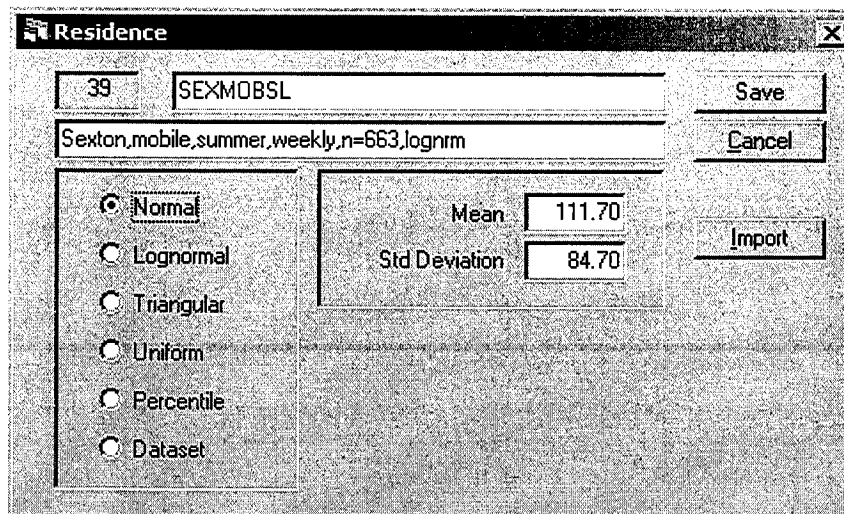 Residence
39 SEXMOBSL Save
Sexton,mobile,summer,weekly,n=663,lognrm Cancel
Normal
Mean 111.70
Lognormal
Std Deviation 84.70
Import
Triangular
Uniform
Percentile
Dataset